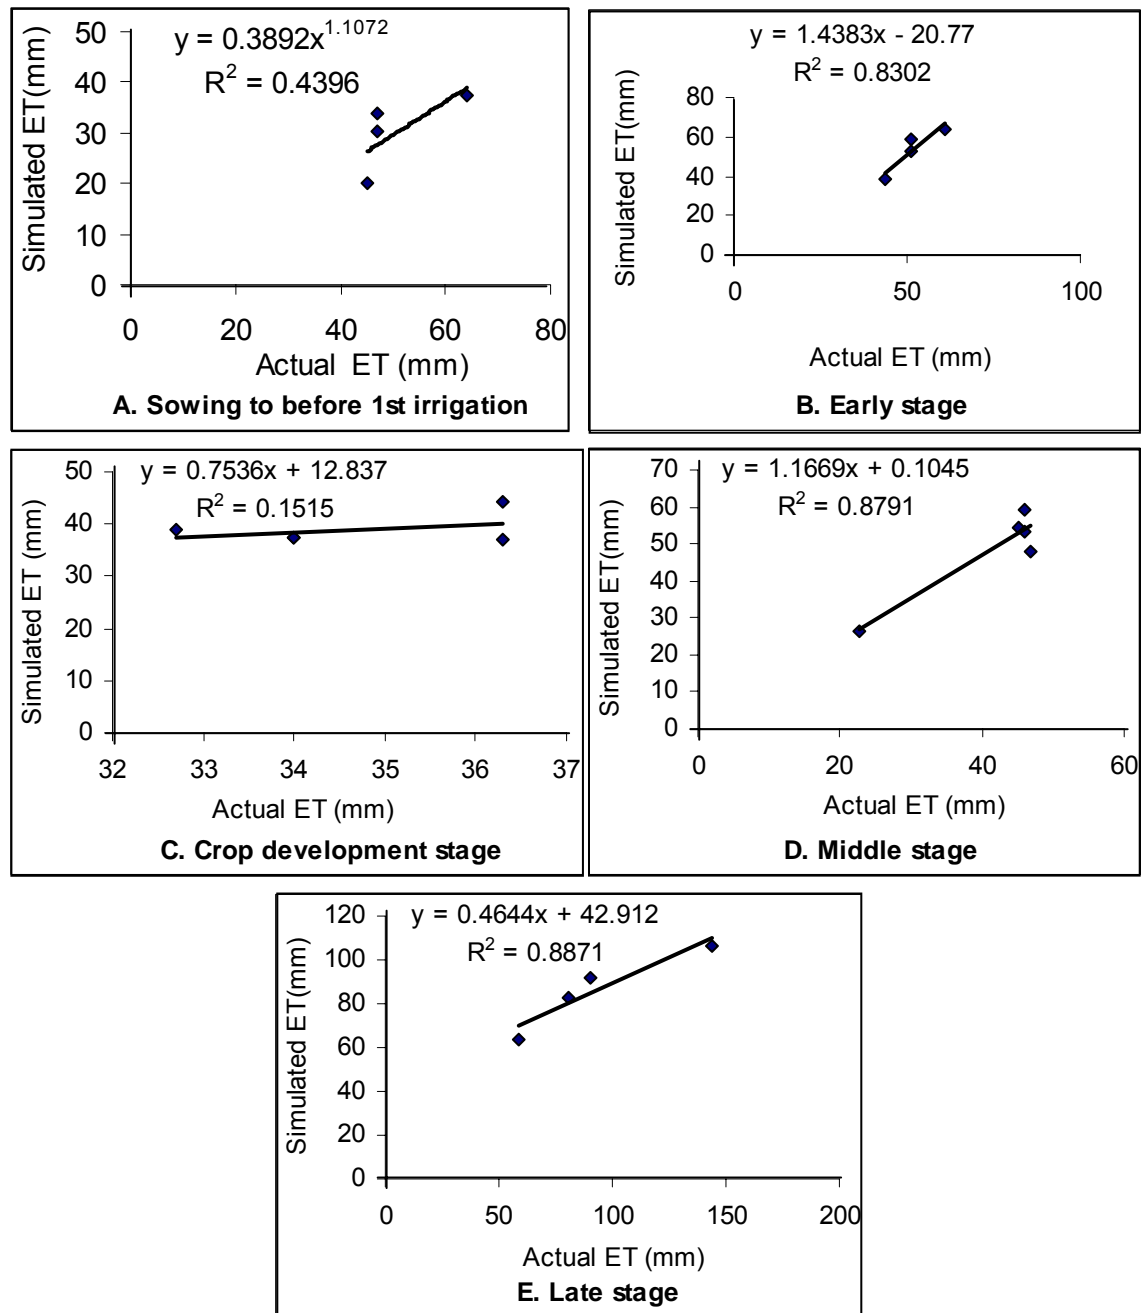 y = 0.3892x^1.1072
R² = 0.4396
Simulated ET(mm)
50
40
30
20
10
0
0 20 40 60 80
Actual ET (mm)
A. Sowing to before 1st irrigation
y = 1.4383x - 20.77
R² = 0.8302
Simulated ET(mm)
80
60
40
20
0
0 50 100
Actual ET (mm)
B. Early stage
y = 0.7536x + 12.837
R² = 0.1515
Simulated ET (mm)
50
40
30
20
10
0
32 33 34 35 36 37
Actual ET (mm)
C. Crop development stage
y = 1.1669x + 0.1045
R² = 0.8791
Simulated ET(mm)
70
60
50
40
30
20
10
0
0 20 40 60
Actual ET (mm)
D. Middle stage
y = 0.4644x + 42.912
R² = 0.8871
Simulated ET(mm)
120
100
80
60
40
20
0
0 50 100 150 200
Actual ET (mm)
E. Late stage